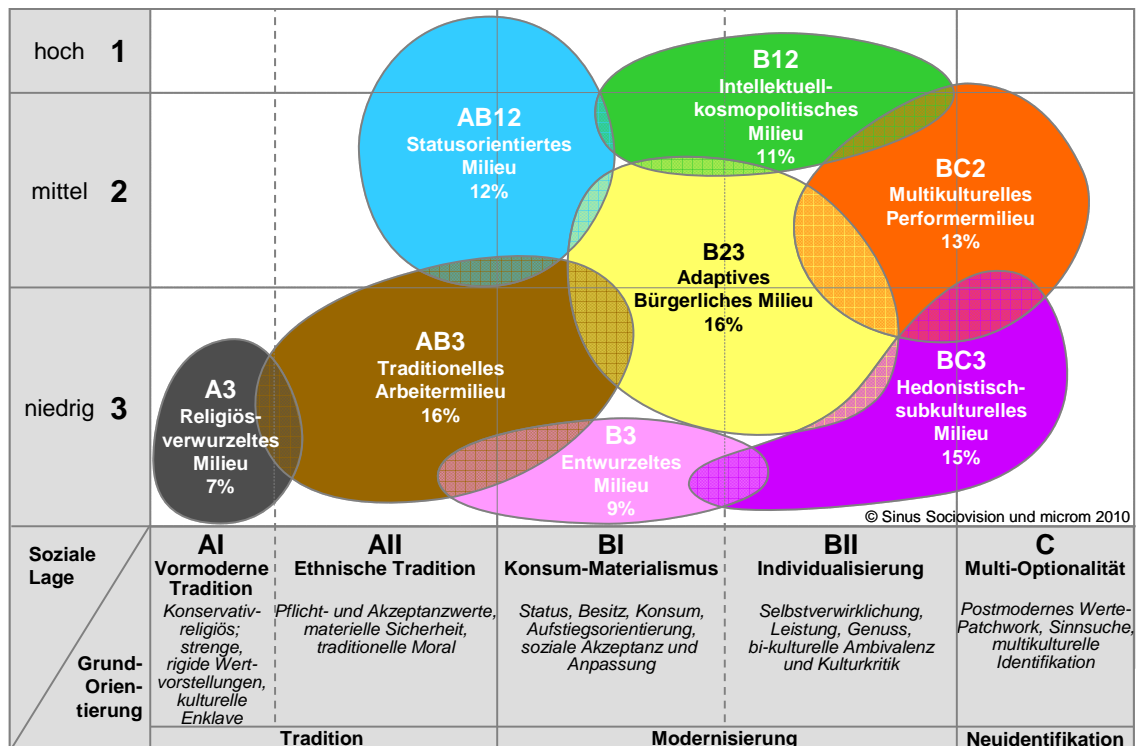 hoch 1
mittel 2
niedrig 3
B12
Intellektuell-
kosmopolitisches
Milieu
11%
AB12
Statusorientiertes
Milieu
12%
BC2
Multikulturelles
Performermilieu
13%
B23
Adaptives
Bürgerliches Milieu
16%
AB3
Traditionelles
Arbeitermilieu
16%
A3
Religiös-
verwurzeltes
Milieu
7%
BC3
Hedonistisch-
subkulturelles
Milieu
15%
B3
Entwurzeltes
Milieu
9%
© Sinus Sociovision und microm 2010
Soziale
Lage
Grund-
Orien-
tierung
AI
Vormoderne
Tradition
Konservativ-
religiös;
strenge,
rigide Wert-
vorstellungen,
kulturelle
Enklave
AII
Ethnische Tradition
Pflicht- und Akzeptanzwerte,
materielle Sicherheit,
traditionelle Moral
BI
Konsum-Materialismus
Status, Besitz, Konsum,
Aufstiegsorientierung,
soziale Akzeptanz und
Anpassung
BII
Individualisierung
Selbstverwirklichung,
Leistung, Genuss,
bi-kulturelle Ambivalenz
und Kulturkritik
C
Multi-Optionalität
Postmodernes Werte-
Patchwork, Sinnsuche,
multikulturelle
Identifikation
Tradition
Modernisierung
Neuidentifikation